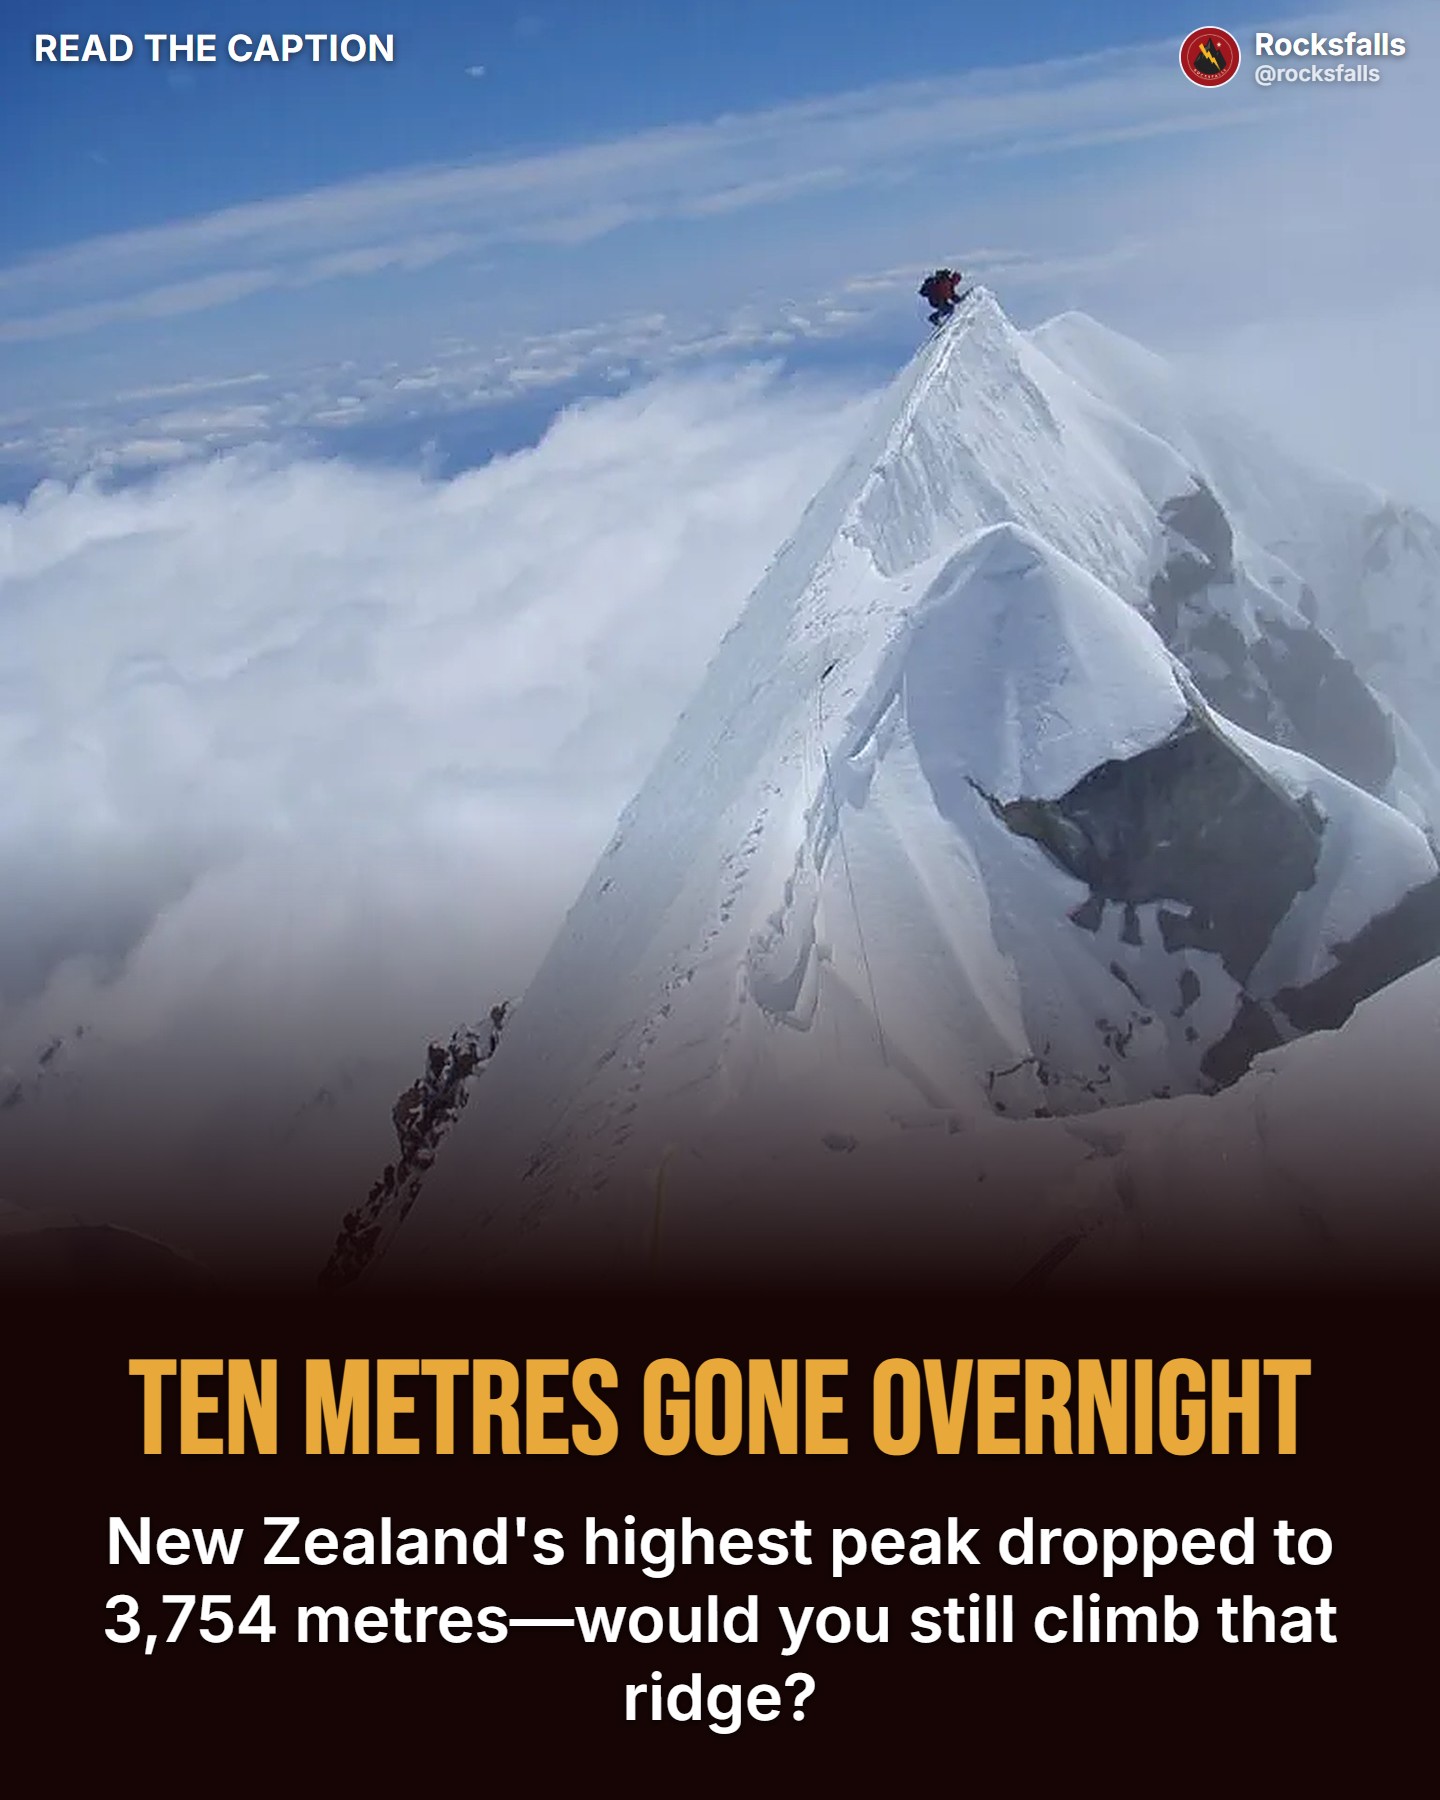 READ THE CAPTION
Rocksfalls
@rocksfalls
TEN METRES GONE OVERNIGHT
New Zealand's highest peak dropped to
3,754 metres—would you still climb that
ridge?